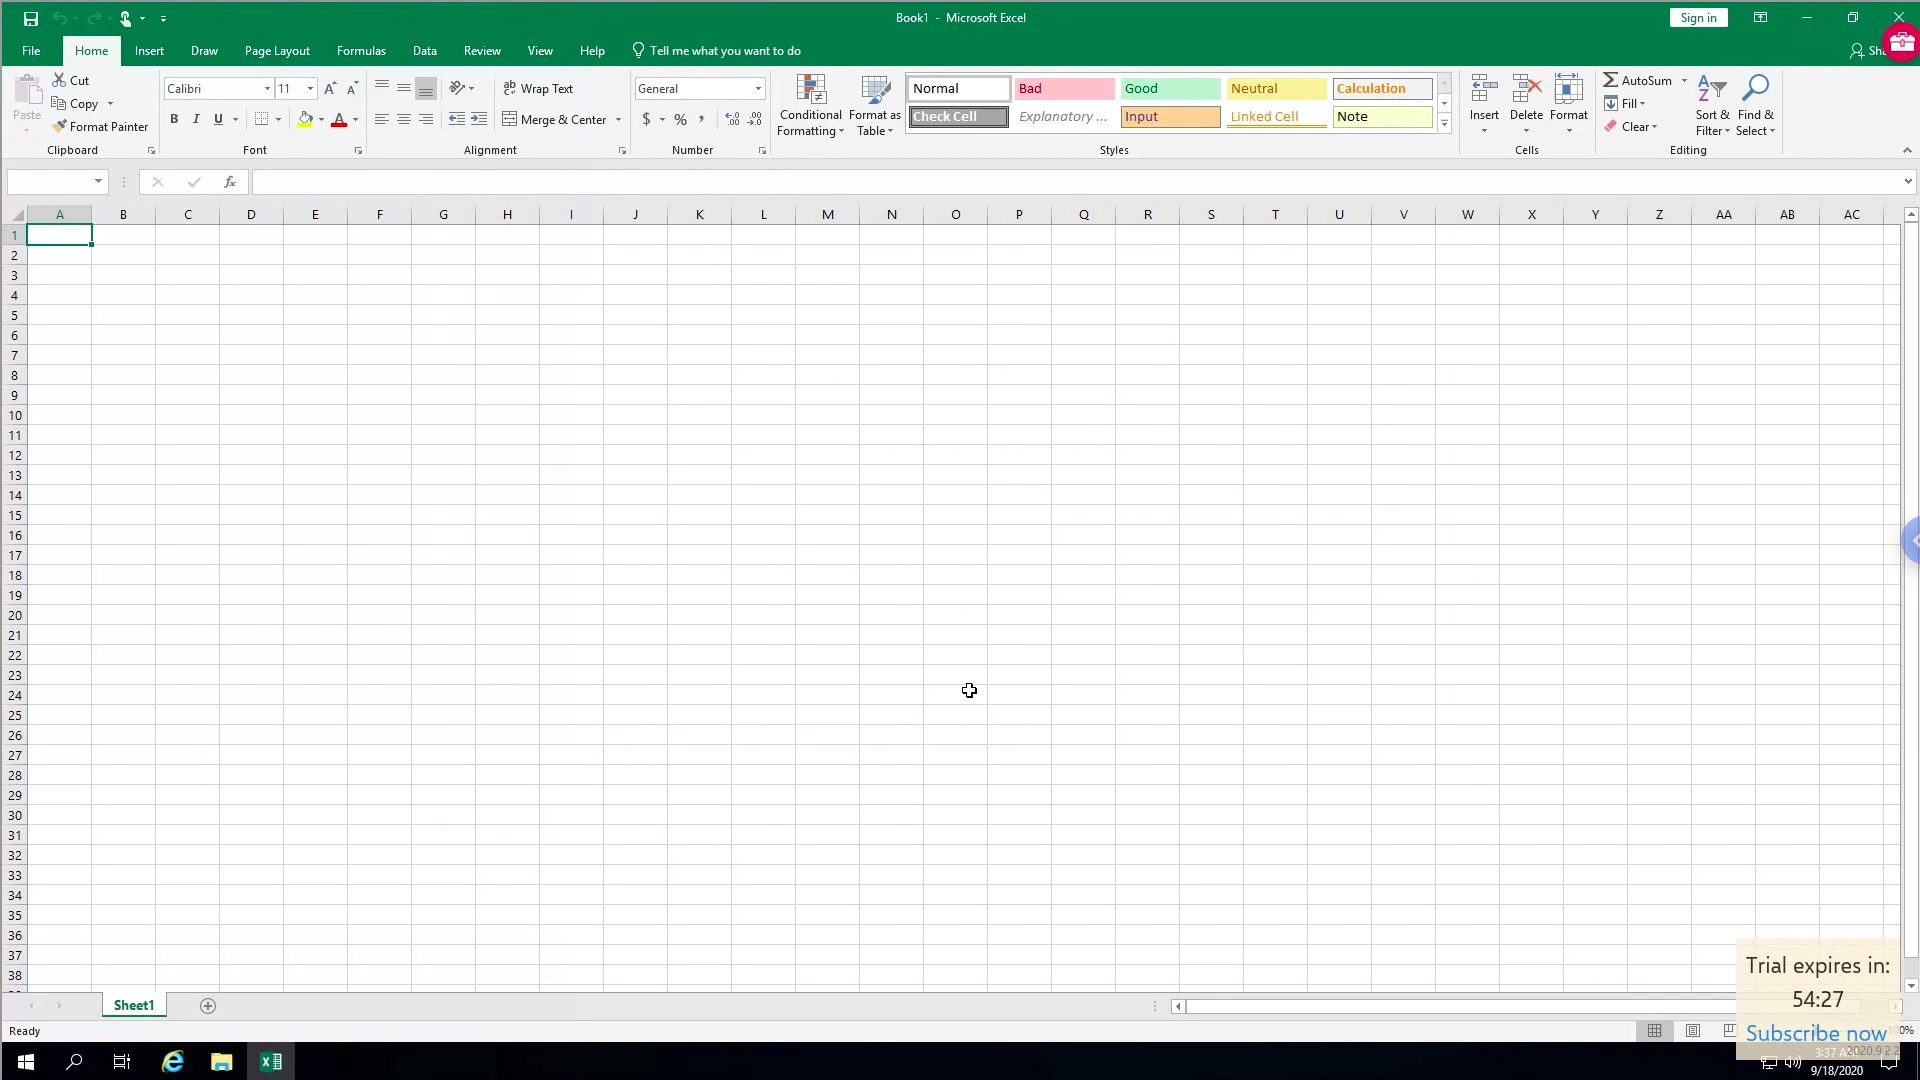 Book1 - Microsoft Excel
Sign in
File Home Insert Draw Page Layout Formulas Data Review View Help Tell me what you want to do
Paste
Cut
Copy
Format Painter
Clipboard
Calibri 11
B I U
Font
Wrap Text
Merge & Center
Alignment
General
$ % ,
Number
Conditional Formatting
Format as Table
Normal Bad Good Neutral Calculation
Check Cell Explanatory ... Input Linked Cell Note
Styles
Insert Delete Format
Cells
AutoSum
Fill
Clear
Sort & Filter
Find & Select
Editing
fx
A B C D E F G H I J K L M N O P Q R S T U V W X Y Z AA AB AC
1
2
3
4
5
6
7
8
9
10
11
12
13
14
15
16
17
18
19
20
21
22
23
24
25
26
27
28
29
30
31
32
33
34
35
36
37
38
Sheet1
Ready
Trial expires in:
54:27
Subscribe now
9/18/2020